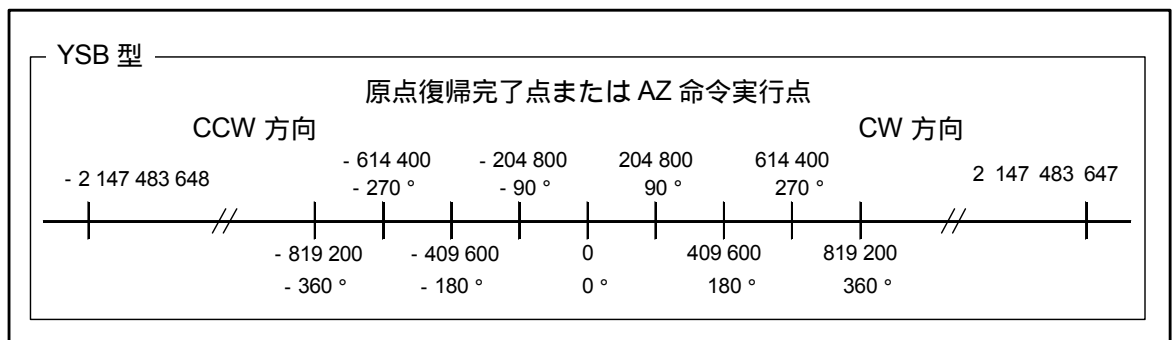 YSB 型
原点復帰完了点または AZ 命令実行点
CCW 方向 CW 方向
- 614 400 - 204 800 204 800 614 400
- 2 147 483 648 2 147 483 647
- 270 ° - 90 ° 90 ° 270 °
- 819 200 - 409 600 0 409 600 819 200
- 360 ° - 180 ° 0 ° 180 ° 360 °